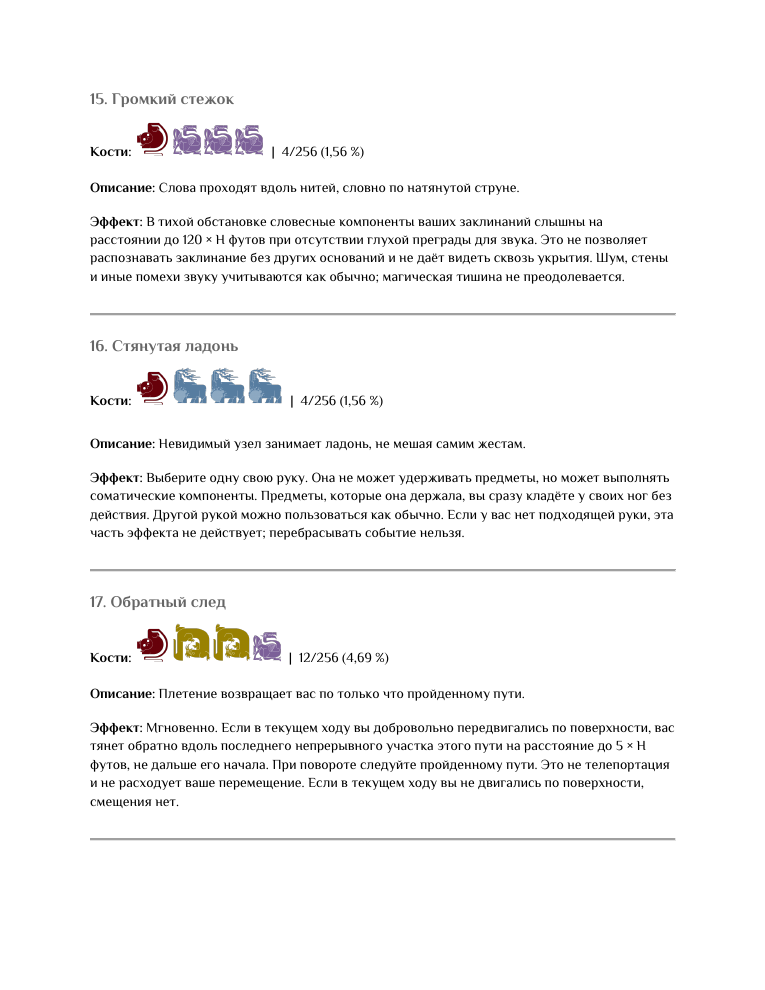 15. Громкий стежок
Кости: | 4/256 (1,56 %)
Описание: Слова проходят вдоль нитей, словно по натянутой струне.
Эффект: В тихой обстановке словесные компоненты ваших заклинаний слышны на
расстоянии до 120 × Н футов при отсутствии глухой преграды для звука. Это не позволяет
распознавать заклинание без других оснований и не даёт видеть сквозь укрытия. Шум, стены
и иные помехи звуку учитываются как обычно; магическая тишина не преодолевается.
16. Стянутая ладонь
Кости: | 4/256 (1,56 %)
Описание: Невидимый узел занимает ладонь, не мешая самим жестам.
Эффект: Выберите одну свою руку. Она не может удерживать предметы, но может выполнять
соматические компоненты. Предметы, которые она держала, вы сразу кладёте у своих ног без
действия. Другой рукой можно пользоваться как обычно. Если у вас нет подходящей руки, эта
часть эффекта не действует; перебрасывать событие нельзя.
17. Обратный след
Кости: | 12/256 (4,69 %)
Описание: Плетение возвращает вас по только что пройденному пути.
Эффект: Мгновенно. Если в текущем ходу вы добровольно передвигались по поверхности, вас
тянет обратно вдоль последнего непрерывного участка этого пути на расстояние до 5 × Н
футов, не дальше его начала. При повороте следуйте пройденному пути. Это не телепортация
и не расходует ваше перемещение. Если в текущем ходу вы не двигались по поверхности,
смещения нет.